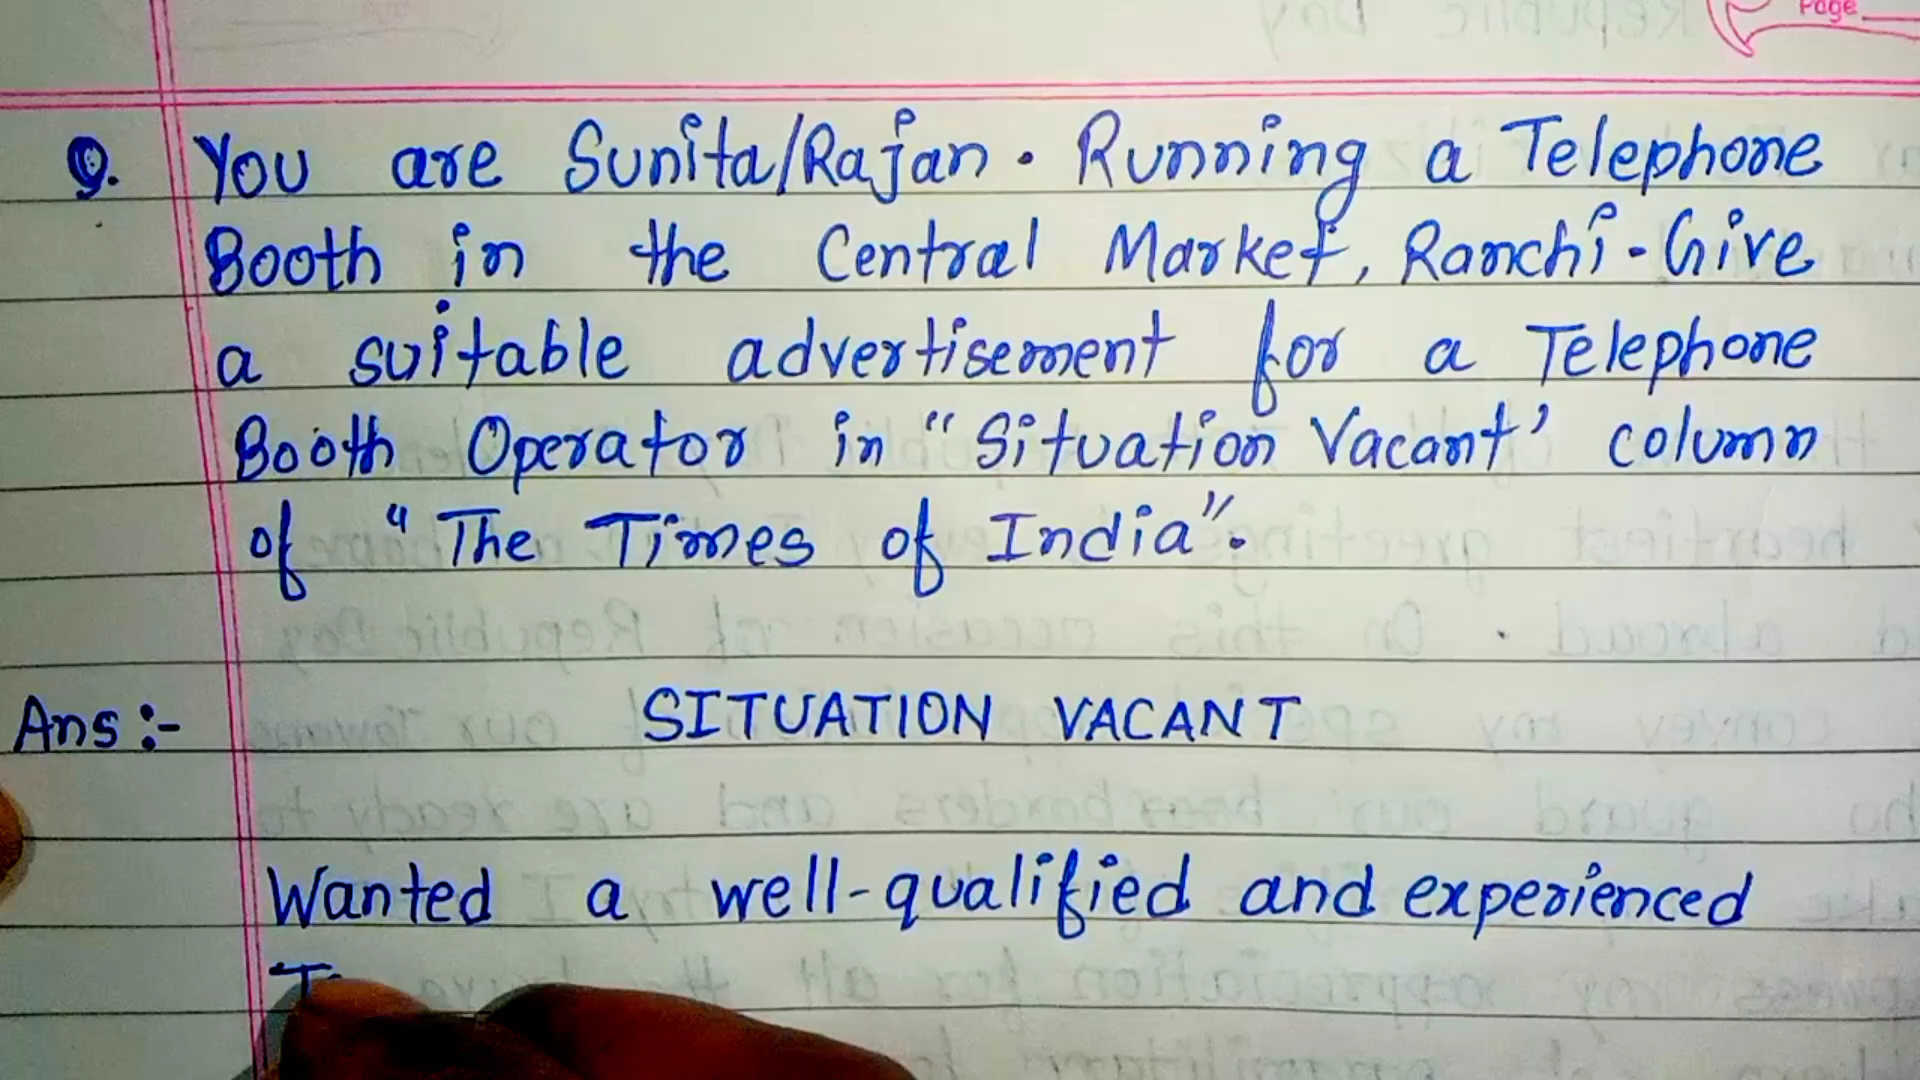 Page
Q. You are Sunita/Rajan. Running a Telephone
Booth in the Central Market, Ranchi - Give
a suitable advertisement for a Telephone
Booth Operator in "Situation Vacant' column
of "The Times of India".
Ans :- SITUATION VACANT
Wanted a well-qualified and experienced